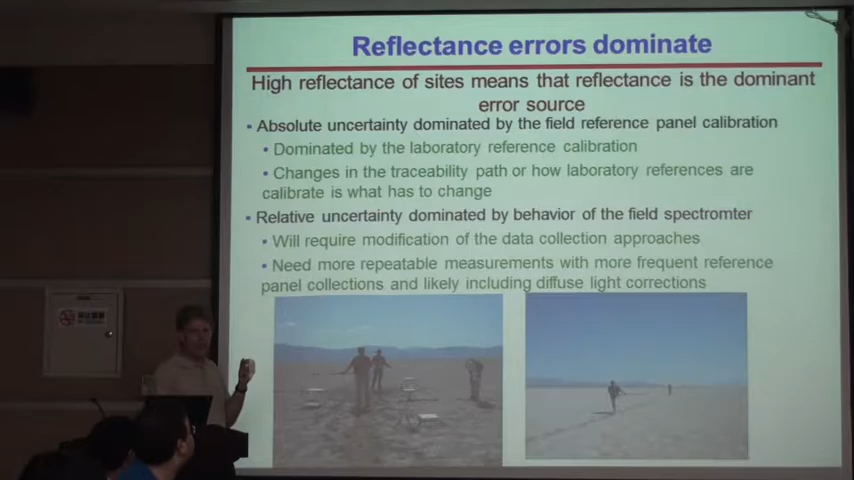 Reflectance errors dominate
High reflectance of sites means that reflectance is the dominant
error source
• Absolute uncertainty dominated by the field reference panel calibration
• Dominated by the laboratory reference calibration
• Changes in the traceability path or how laboratory references are
calibrate is what has to change
• Relative uncertainty dominated by behavior of the field spectromter
• Will require modification of the data collection approaches
• Need more repeatable measurements with more frequent reference
panel collections and likely including diffuse light corrections